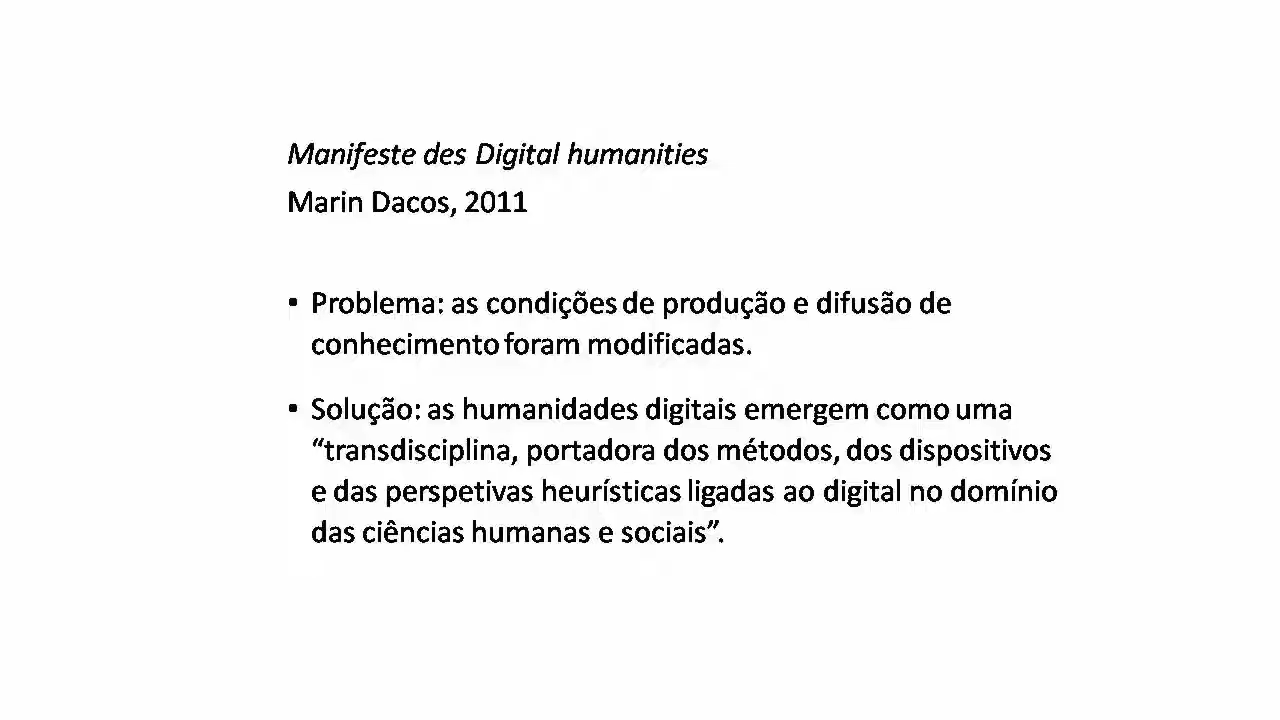 Manifeste des Digital humanities
Marin Dacos, 2011
• Problema: as condições de produção e difusão de
conhecimento foram modificadas.
• Solução: as humanidades digitais emergem como uma
“transdisciplina, portadora dos métodos, dos dispositivos
e das perspetivas heurísticas ligadas ao digital no domínio
das ciências humanas e sociais”.